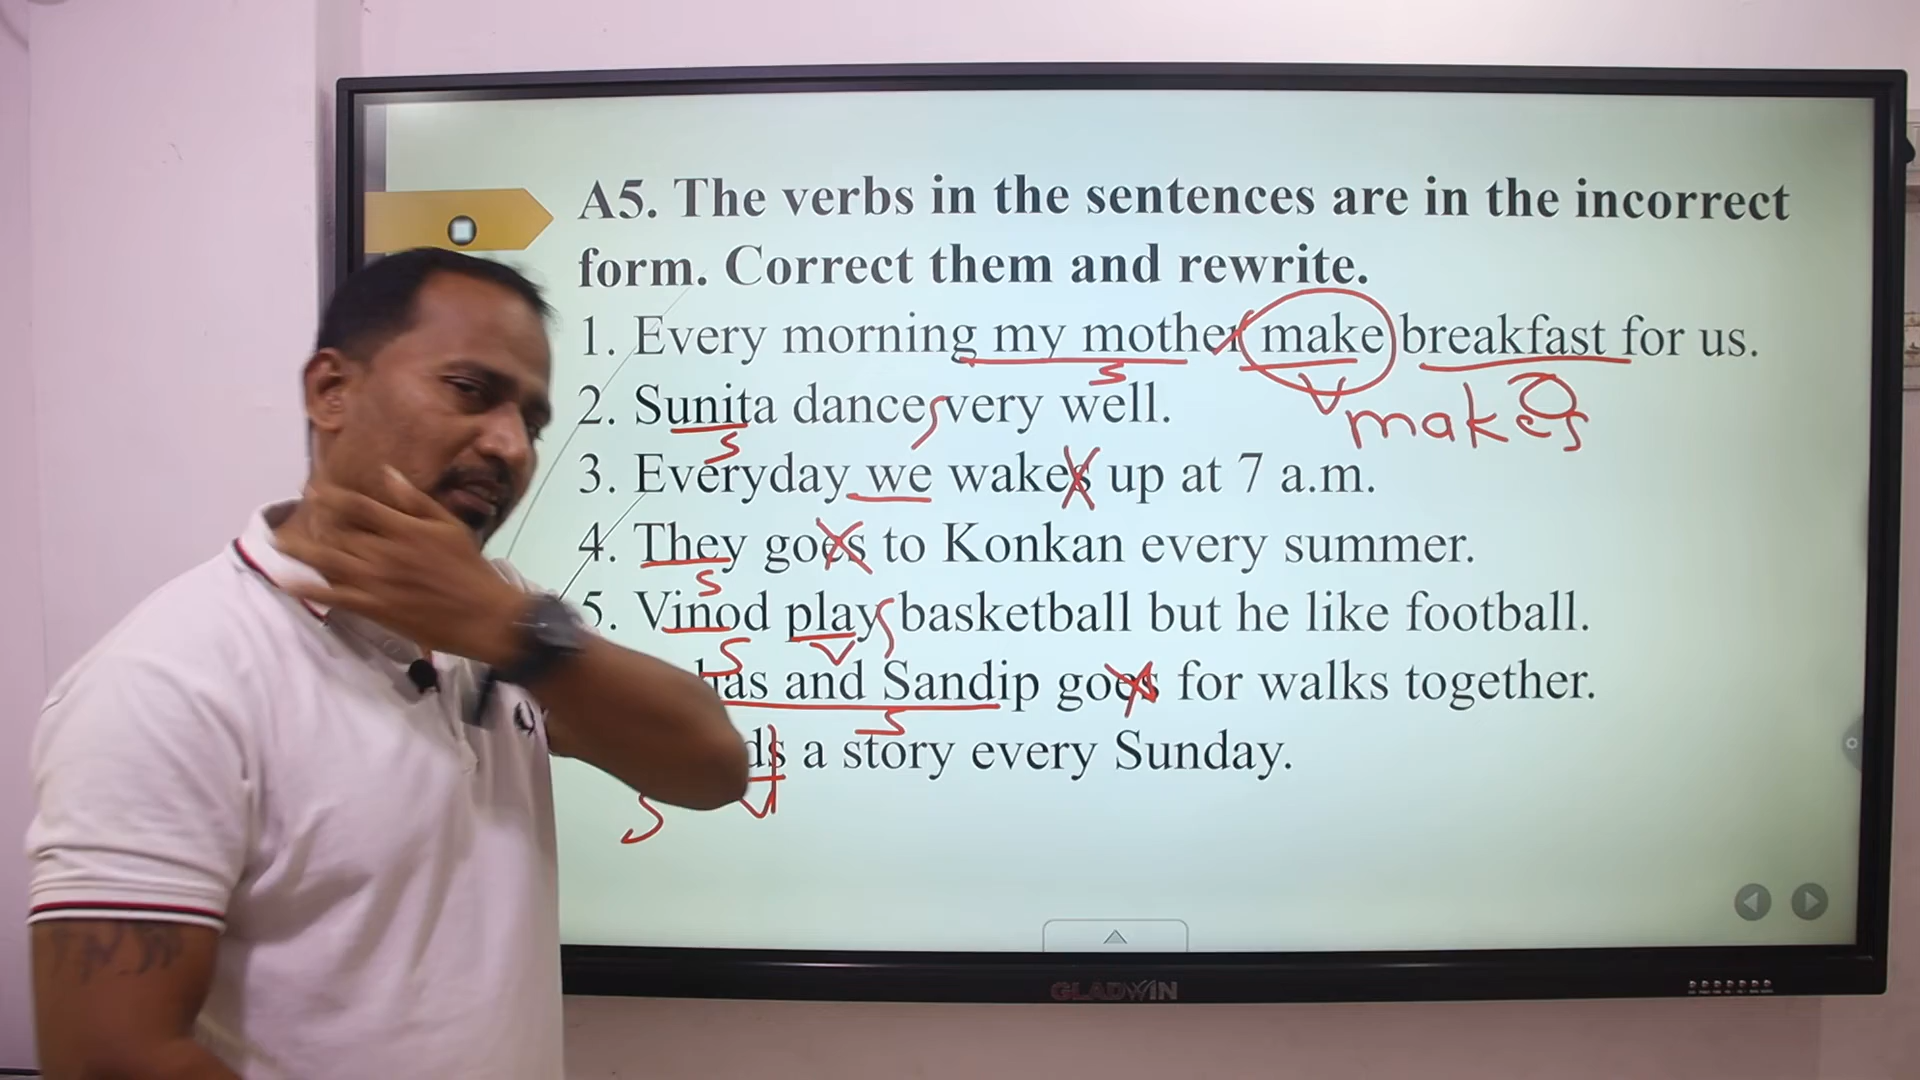 A5. The verbs in the sentences are in the incorrect
form. Correct them and rewrite.
1. Every morning my mother make breakfast for us.
s v makes
2. Sunita dances very well.
s
3. Everyday we wakes up at 7 a.m.
4. They goes to Konkan every summer.
s
5. Vinod plays basketball but he like football.
s v
and Sandip goes for walks together.
s
a story every Sunday.
s v
GLADWIN